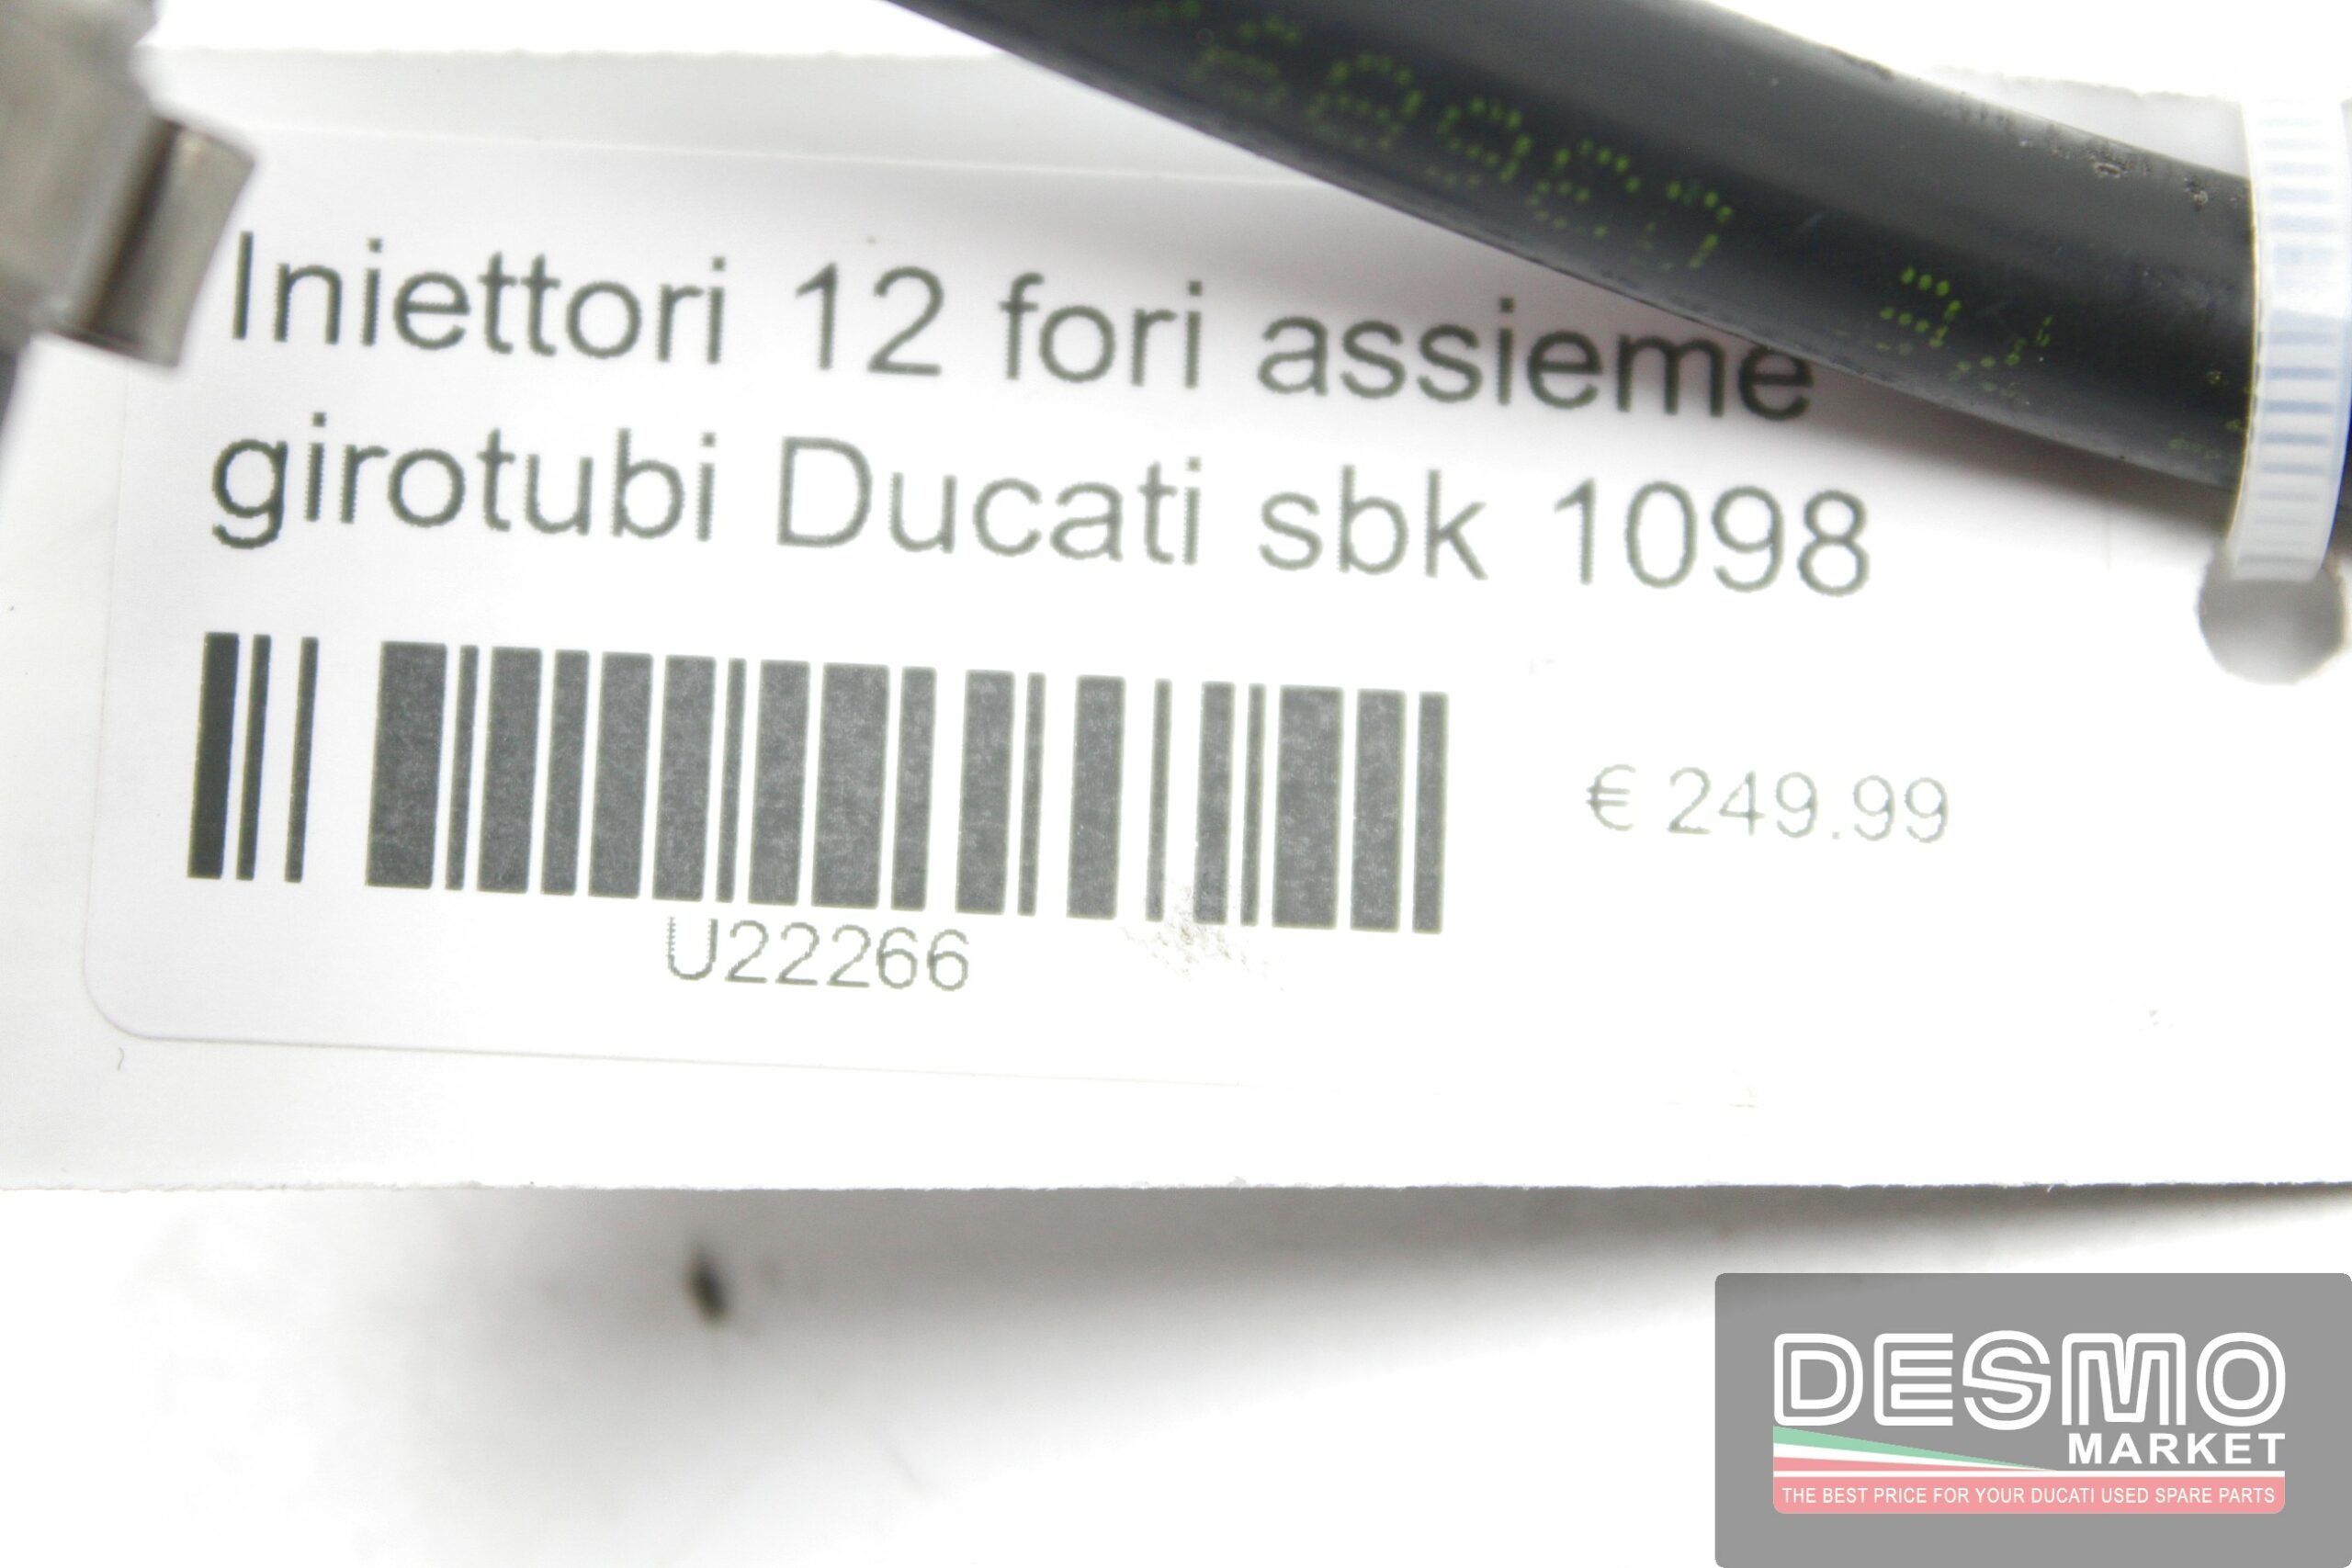 Iniettori 12 fori assieme
girotubi Ducati sbk 1098
€ 249.99
U22266
DESMO
MARKET
THE BEST PRICE FOR YOUR DUCATI USED SPARE PARTS